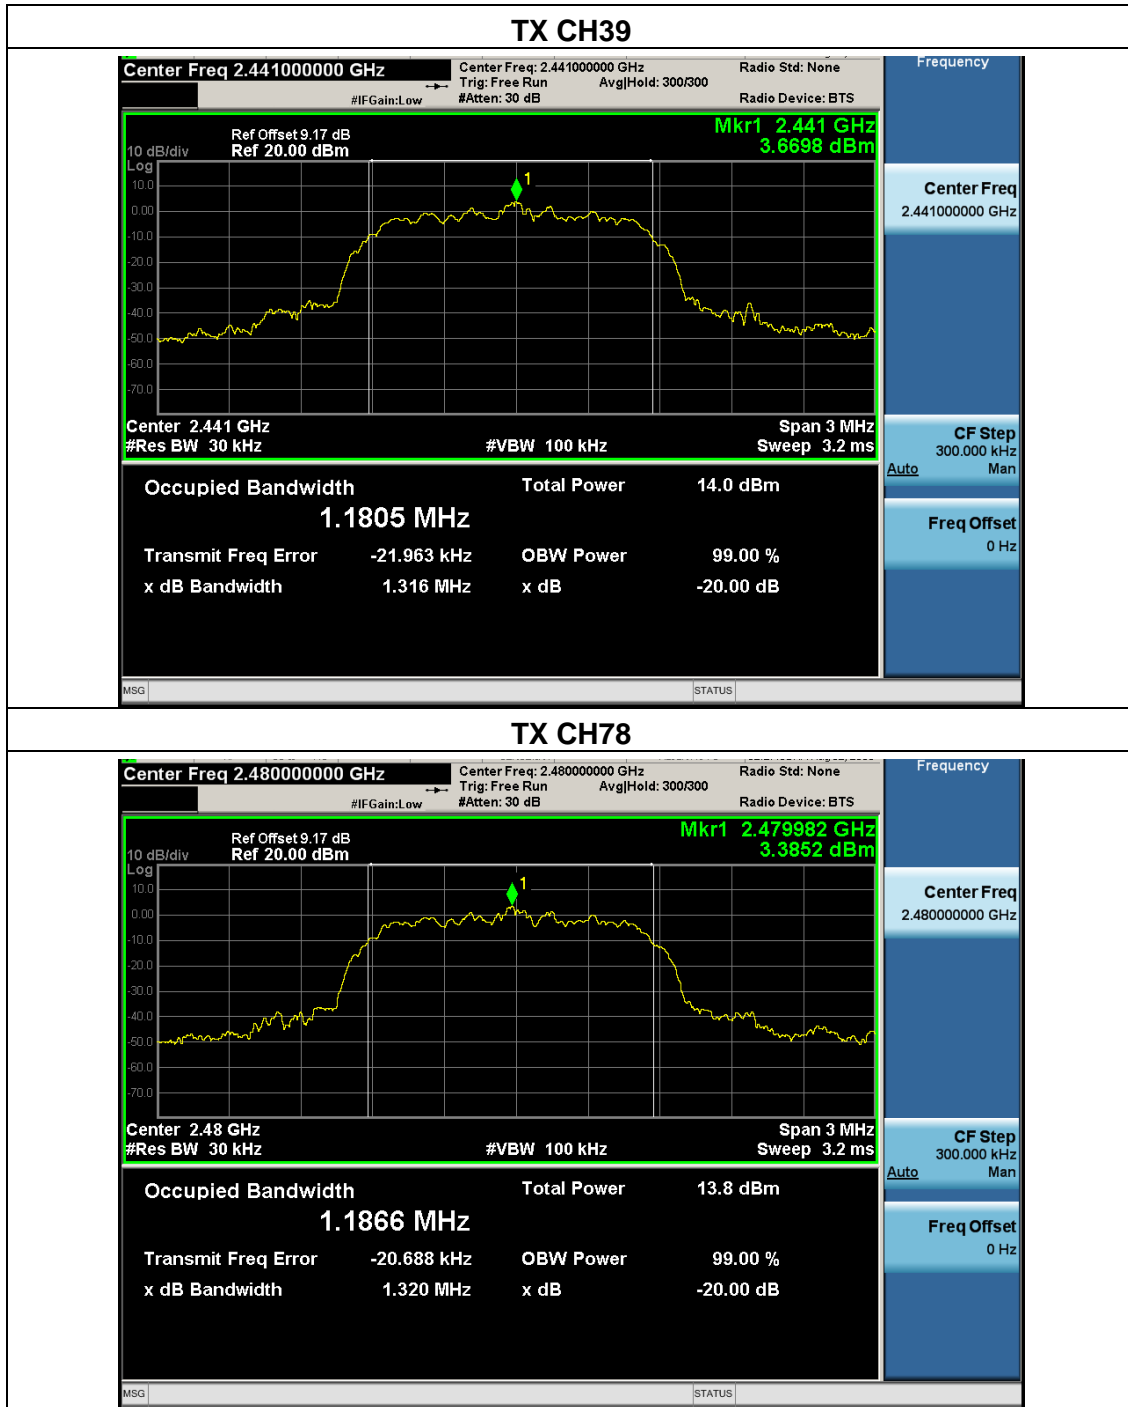 TX CH39
Center Freq 2.441000000 GHz
Center Freq: 2.441000000 GHz
Radio Std: None
Frequency
Trig: Free Run
Avg|Hold: 300/300
#IFGain:Low
#Atten: 30 dB
Radio Device: BTS
Mkr1 2.441 GHz
3.6698 dBm
Ref Offset 9.17 dB
10 dB/div
Ref 20.00 dBm
Log
10.0
0.00
-10.0
-20.0
-30.0
-40.0
-50.0
-60.0
-70.0
1
Center Freq
2.441000000 GHz
Center 2.441 GHz
Span 3 MHz
#Res BW 30 kHz
#VBW 100 kHz
Sweep 3.2 ms
CF Step
300.000 kHz
Auto Man
Occupied Bandwidth
Total Power 14.0 dBm
1.1805 MHz
Freq Offset
0 Hz
Transmit Freq Error -21.963 kHz OBW Power 99.00 %
x dB Bandwidth 1.316 MHz x dB -20.00 dB
MSG
STATUS
TX CH78
Center Freq 2.480000000 GHz
Center Freq: 2.480000000 GHz
Radio Std: None
Frequency
Trig: Free Run
Avg|Hold: 300/300
#IFGain:Low
#Atten: 30 dB
Radio Device: BTS
Mkr1 2.479982 GHz
3.3852 dBm
Ref Offset 9.17 dB
10 dB/div
Ref 20.00 dBm
Log
10.0
0.00
-10.0
-20.0
-30.0
-40.0
-50.0
-60.0
-70.0
1
Center Freq
2.480000000 GHz
Center 2.48 GHz
Span 3 MHz
#Res BW 30 kHz
#VBW 100 kHz
Sweep 3.2 ms
CF Step
300.000 kHz
Auto Man
Occupied Bandwidth
Total Power 13.8 dBm
1.1866 MHz
Freq Offset
0 Hz
Transmit Freq Error -20.688 kHz OBW Power 99.00 %
x dB Bandwidth 1.320 MHz x dB -20.00 dB
MSG
STATUS